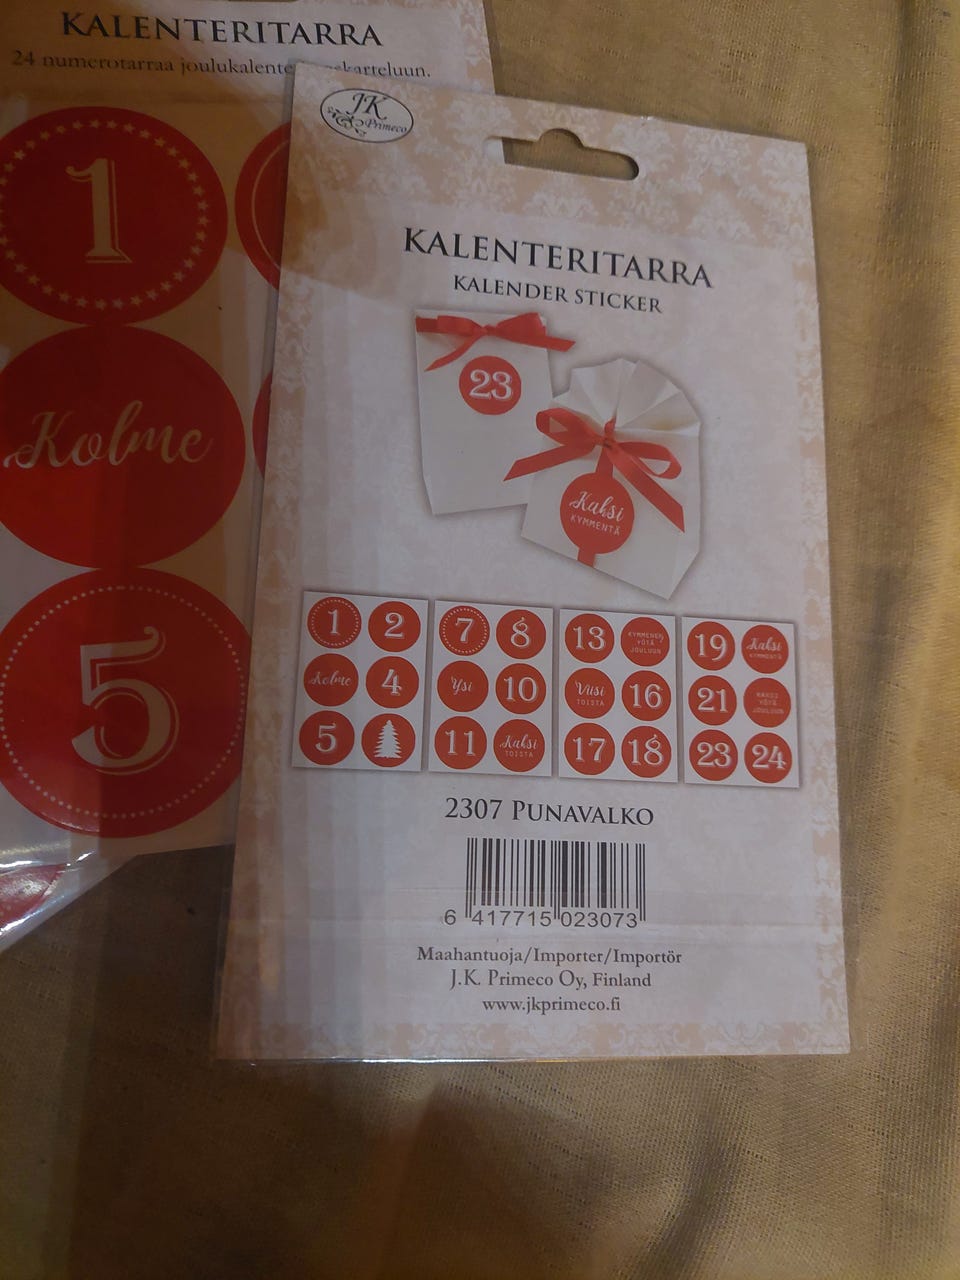 KALENTERITARRA
24 numerotarraa joulukalente
karteluun.
1
Kolme
5
JK
Primeco
KALENTERITARRA
KALENDER STICKER
23
Kaksi
KYMMENTÄ
1 2
Kolme 4
5
7 8
Ysi 10
11 Kaksi
TOISTA
13 KYMMENEN
YÖTÄ
JOULUUN
Viisi
TOISTA
16
17 18
19 Kaksi
KYMMENTÄ
21 KAKSI
YÖTÄ
JOULUUN
23 24
2307 PUNAVALKO
6 417715 023073
Maahantuoja/Importer/Importör
J.K. Primeco Oy, Finland
www.jkprimeco.fi